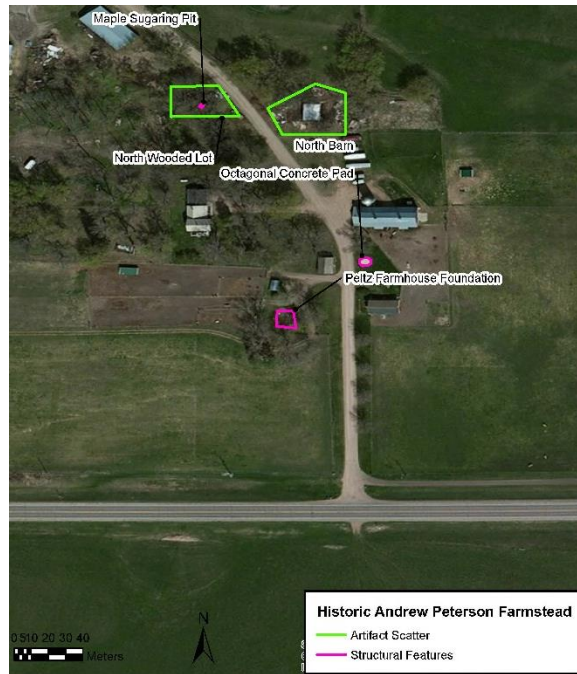 Maple Sugaring Pit
North Wooded Lot
North Barn
Octagonal Concrete Pad
Peltz Farmhouse Foundation
0 5 10 20 30 40
Meters
N
Historic Andrew Peterson Farmstead
Artifact Scatter
Structural Features